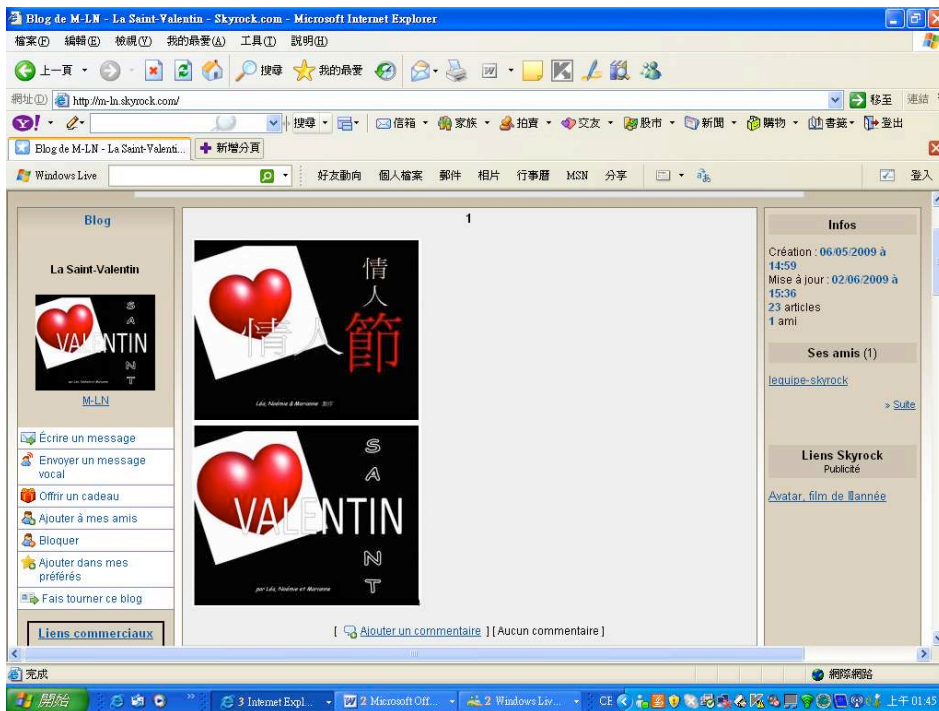 Blog de M-LN - La Saint-Valentin - Skyrock.com - Microsoft Internet Explorer
檔案(F) 編輯(E) 檢視(V) 我的最愛(A) 工具(T) 說明(H)
上一頁 搜尋 我的最愛
網址(D) http://m-ln.skyrock.com/ 移至 連結
搜尋 信箱 家族 拍賣 交友 股市 新聞 購物 書籤 登出
Blog de M-LN - La Saint-Valenti... 新增分頁
Windows Live 好友動向 個人檔案 郵件 相片 行事曆 MSN 分享 登入
Blog
La Saint-Valentin
SAINT
VALENTIN
M-LN
Écrire un message
Envoyer un message
vocal
Offrir un cadeau
Ajouter à mes amis
Bloquer
Ajouter dans mes
préférés
Fais tourner ce blog
Liens commerciaux
1
情人
情人節
Léa, Noémie & Marianne 製作
SA
VALENTIN
NT
par Léa, Noémie et Marianne
[ Ajouter un commentaire ] [ Aucun commentaire ]
Infos
Création : 06/05/2009 à
14:59
Mise à jour : 02/06/2009 à
15:36
23 articles
1 ami
Ses amis (1)
lequipe-skyrock
» Suite
Liens Skyrock
Publicité
Avatar, film de l'année
完成 網際網路
開始 3 Internet Expl... 2 Microsoft Off... 2 Windows Liv... CH 上午 01:45